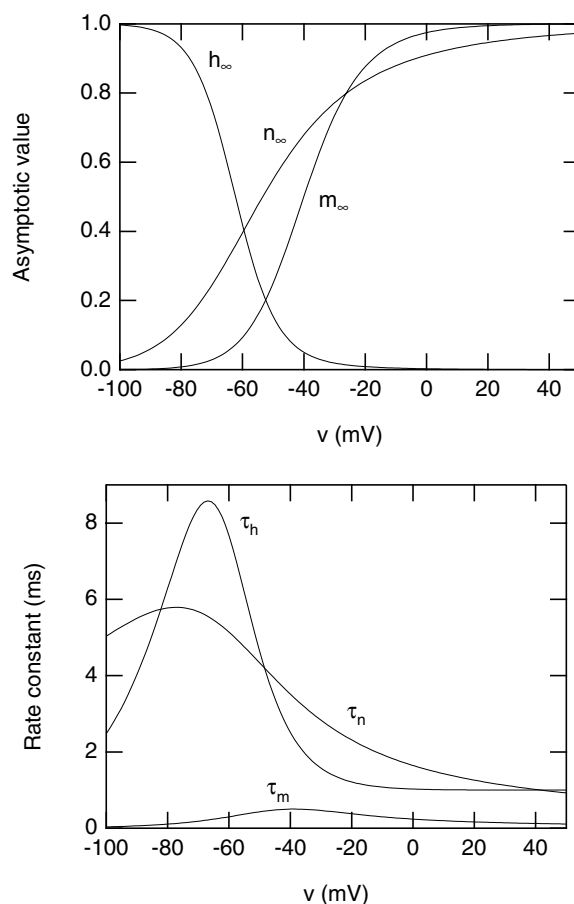 1.0
0.8
0.6
0.4
0.2
0.0
Asymptotic value
h∞
n∞
m∞
-100 -80 -60 -40 -20 0 20 40
v (mV)
8
6
4
2
0
Rate constant (ms)
τh
τn
τm
-100 -80 -60 -40 -20 0 20 40
v (mV)